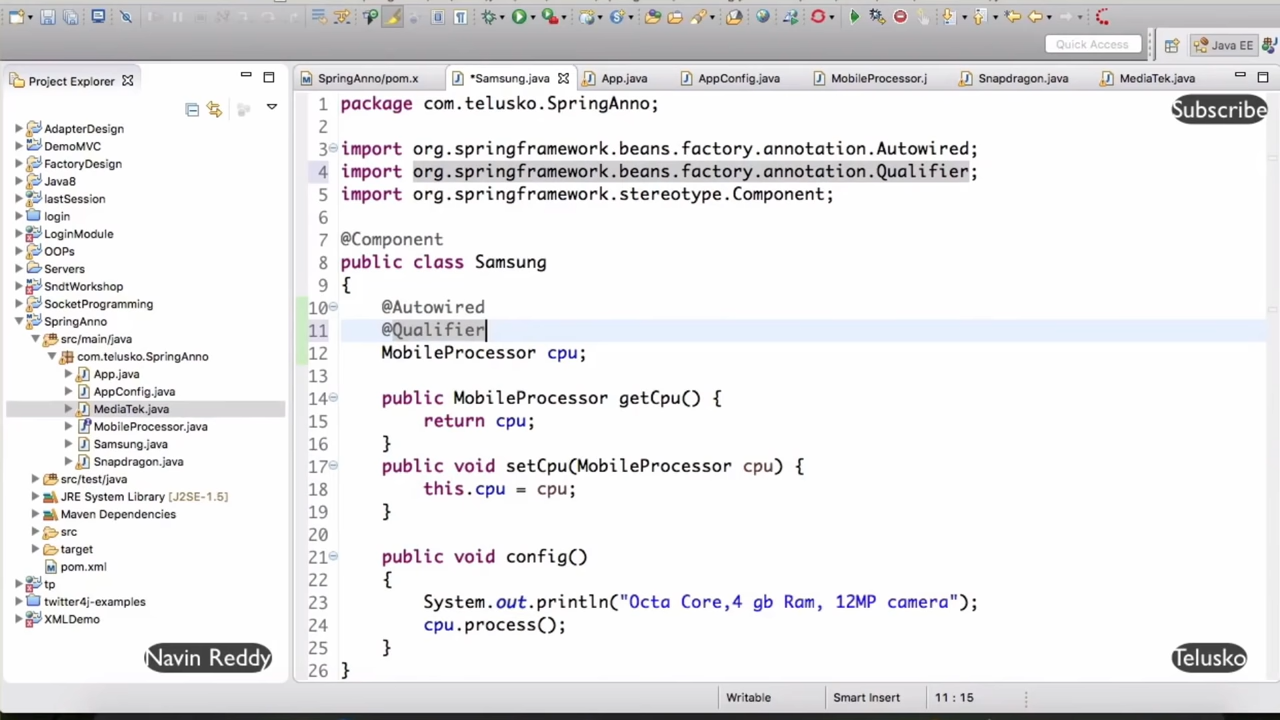 Quick Access
Java EE
Project Explorer
SpringAnno/pom.x
*Samsung.java
App.java
AppConfig.java
MobileProcessor.j
Snapdragon.java
MediaTek.java
AdapterDesign
DemoMVC
FactoryDesign
Java8
lastSession
login
LoginModule
OOPs
Servers
SndtWorkshop
SocketProgramming
SpringAnno
src/main/java
com.telusko.SpringAnno
App.java
AppConfig.java
MediaTek.java
MobileProcessor.java
Samsung.java
Snapdragon.java
src/test/java
JRE System Library [J2SE-1.5]
Maven Dependencies
src
target
pom.xml
tp
twitter4j-examples
XMLDemo
1 package com.telusko.SpringAnno;
2
3 import org.springframework.beans.factory.annotation.Autowired;
4 import org.springframework.beans.factory.annotation.Qualifier;
5 import org.springframework.stereotype.Component;
6
7 @Component
8 public class Samsung
9 {
10 @Autowired
11 @Qualifier
12 MobileProcessor cpu;
13
14 public MobileProcessor getCpu() {
15 return cpu;
16 }
17 public void setCpu(MobileProcessor cpu) {
18 this.cpu = cpu;
19 }
20
21 public void config()
22 {
23 System.out.println("Octa Core,4 gb Ram, 12MP camera");
24 cpu.process();
25 }
26 }
Subscribe
Navin Reddy
Telusko
Writable
Smart Insert
11 : 15